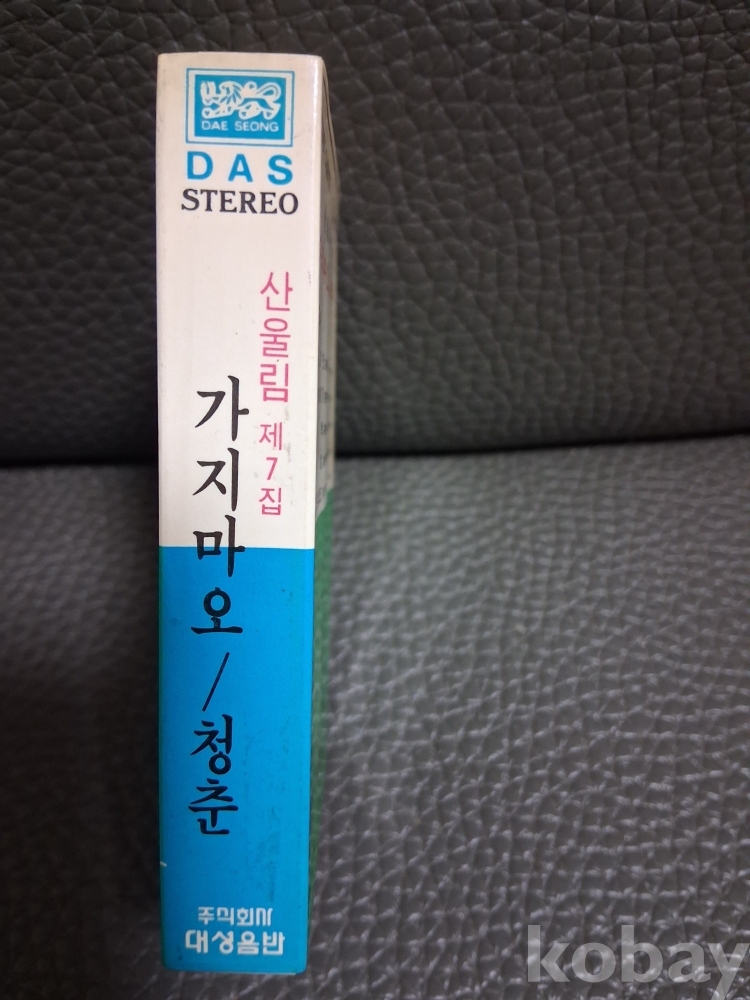 DAE SEONG
DAS
STEREO
산울림 제7집
가지마오/청춘
주식회사
대성음반
kobay